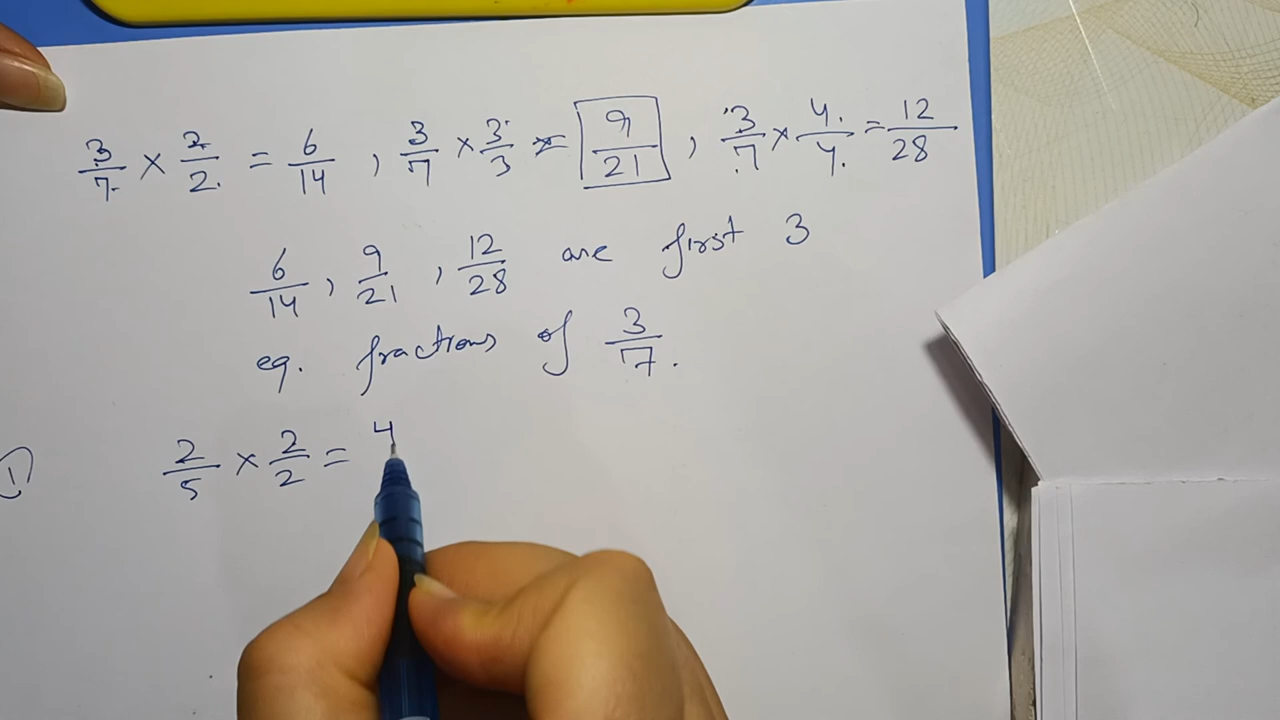 3/7 × 2/2 = 6/14 , 3/7 × 3/3 = 9/21 , 3/7 × 4/4 = 12/28
6/14 , 9/21 , 12/28 are first 3
eq. fractions of 3/7.
1) 2/5 × 2/2 = 4